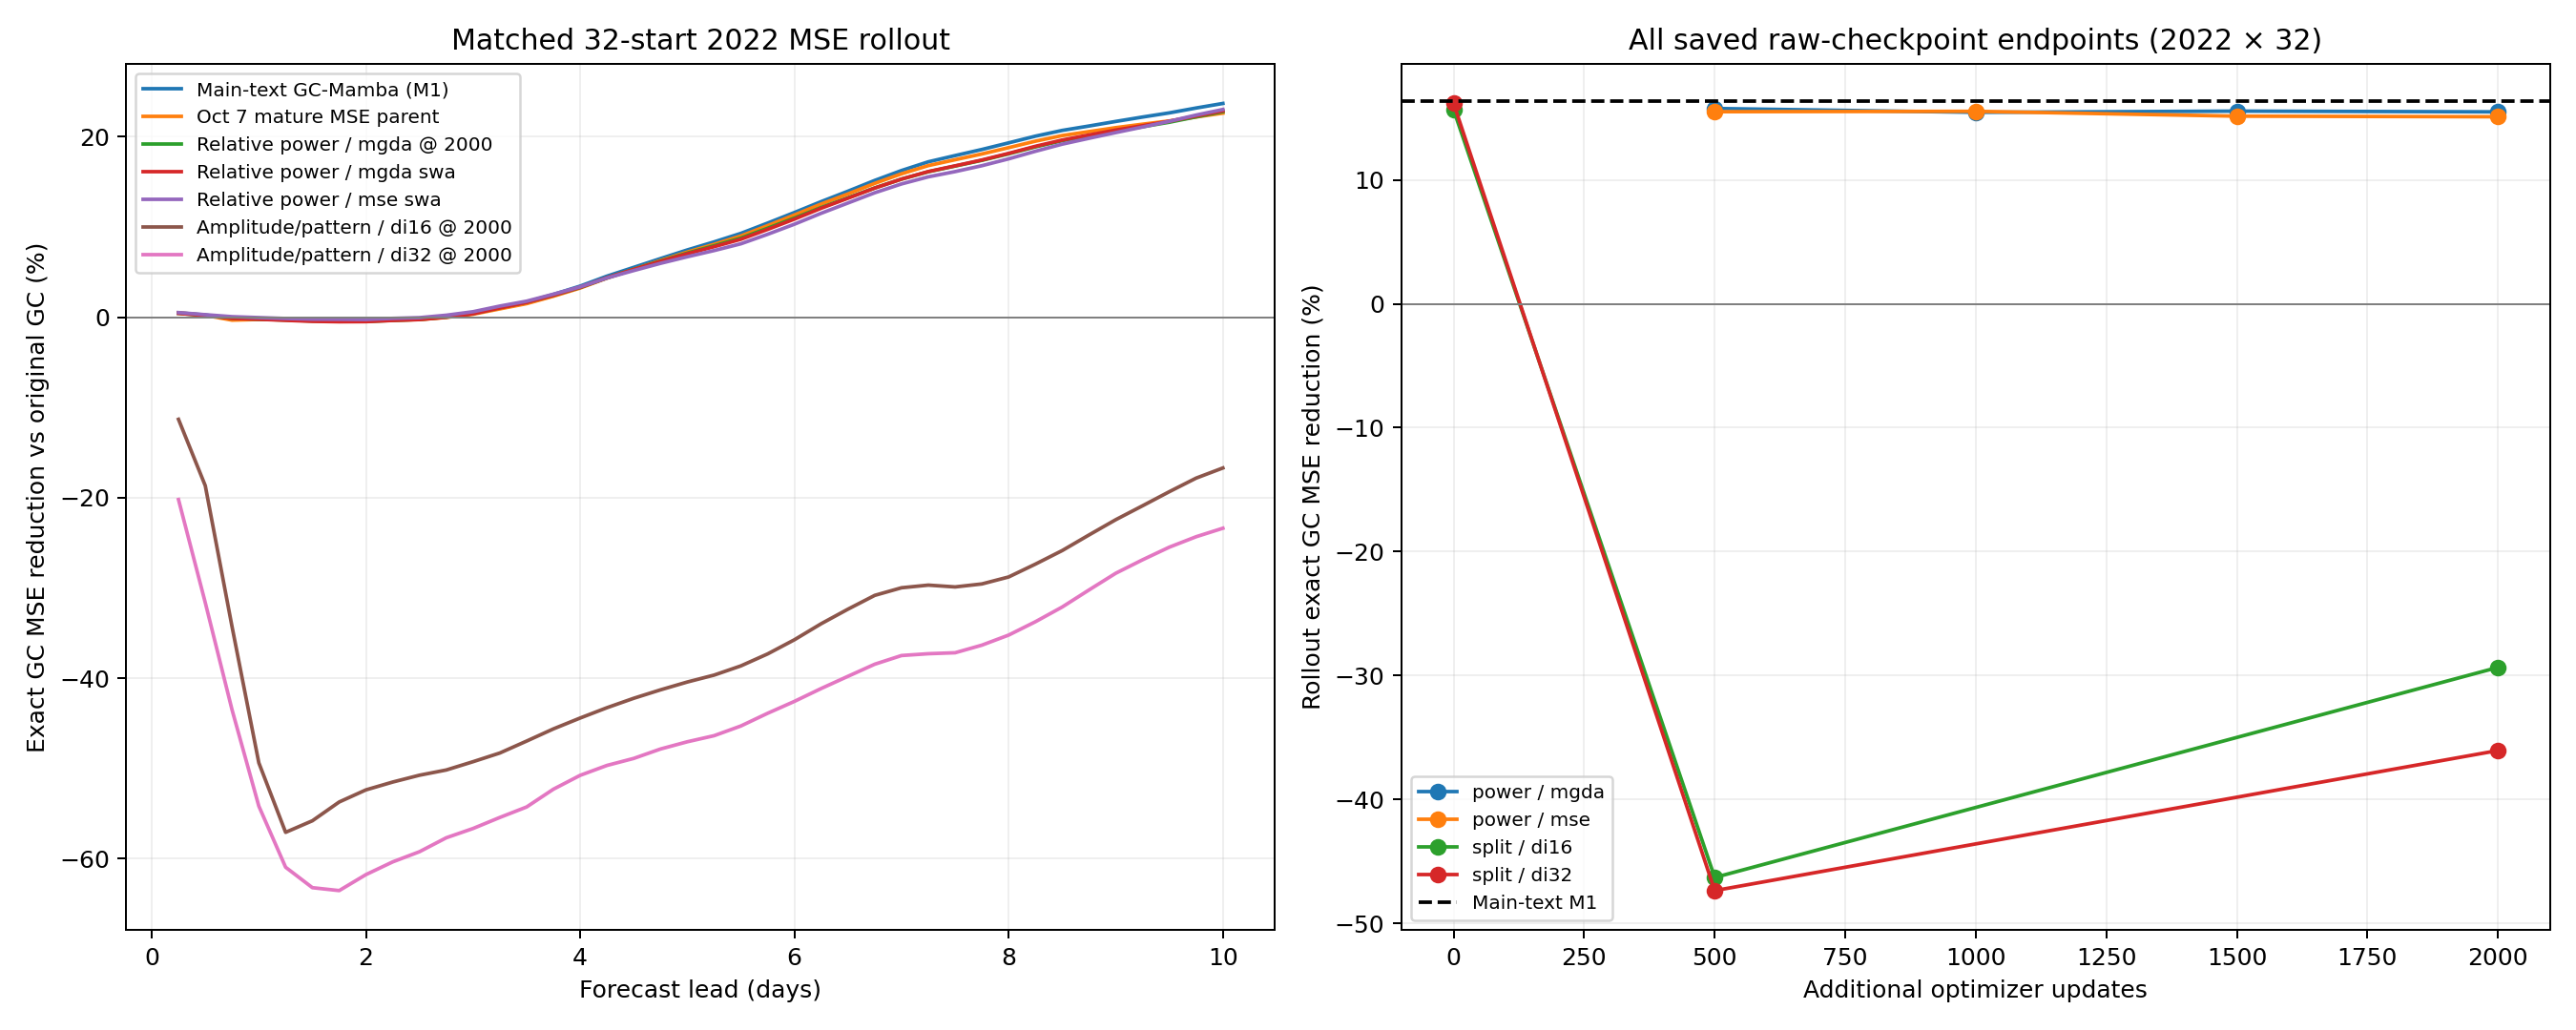 Matched 32-start 2022 MSE rollout
Exact GC MSE reduction vs original GC (%)
20
0
−20
−40
−60
Main-text GC-Mamba (M1)
Oct 7 mature MSE parent
Relative power / mgda @ 2000
Relative power / mgda swa
Relative power / mse swa
Amplitude/pattern / di16 @ 2000
Amplitude/pattern / di32 @ 2000
0 2 4 6 8 10
Forecast lead (days)
All saved raw-checkpoint endpoints (2022 × 32)
Rollout exact GC MSE reduction (%)
10
0
−10
−20
−30
−40
−50
power / mgda
power / mse
split / di16
split / di32
Main-text M1
0 250 500 750 1000 1250 1500 1750 2000
Additional optimizer updates